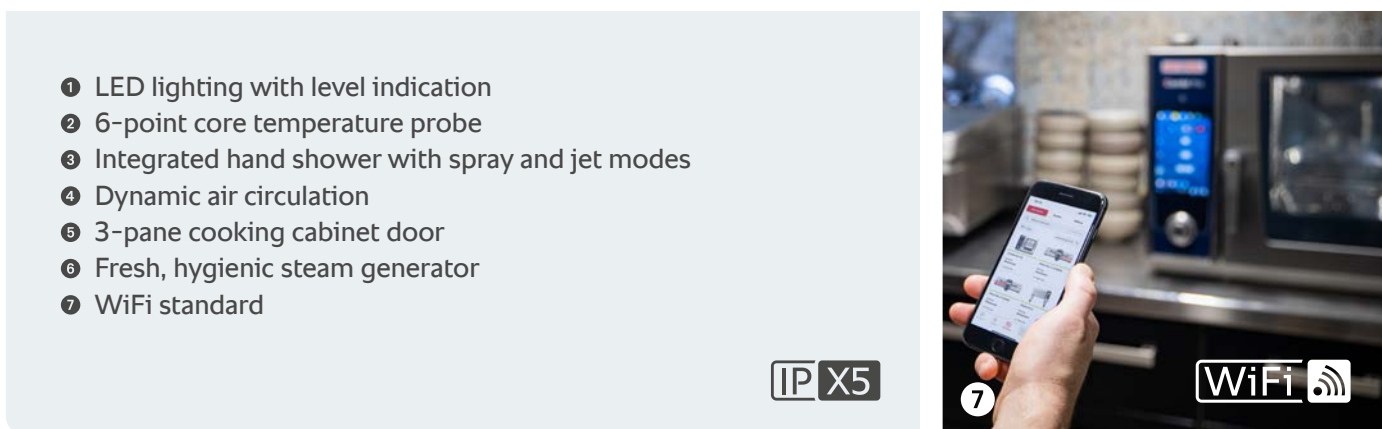 1 LED lighting with level indication
2 6-point core temperature probe
3 Integrated hand shower with spray and jet modes
4 Dynamic air circulation
5 3-pane cooking cabinet door
6 Fresh, hygienic steam generator
7 WiFi standard
IP X5
7
WiFi